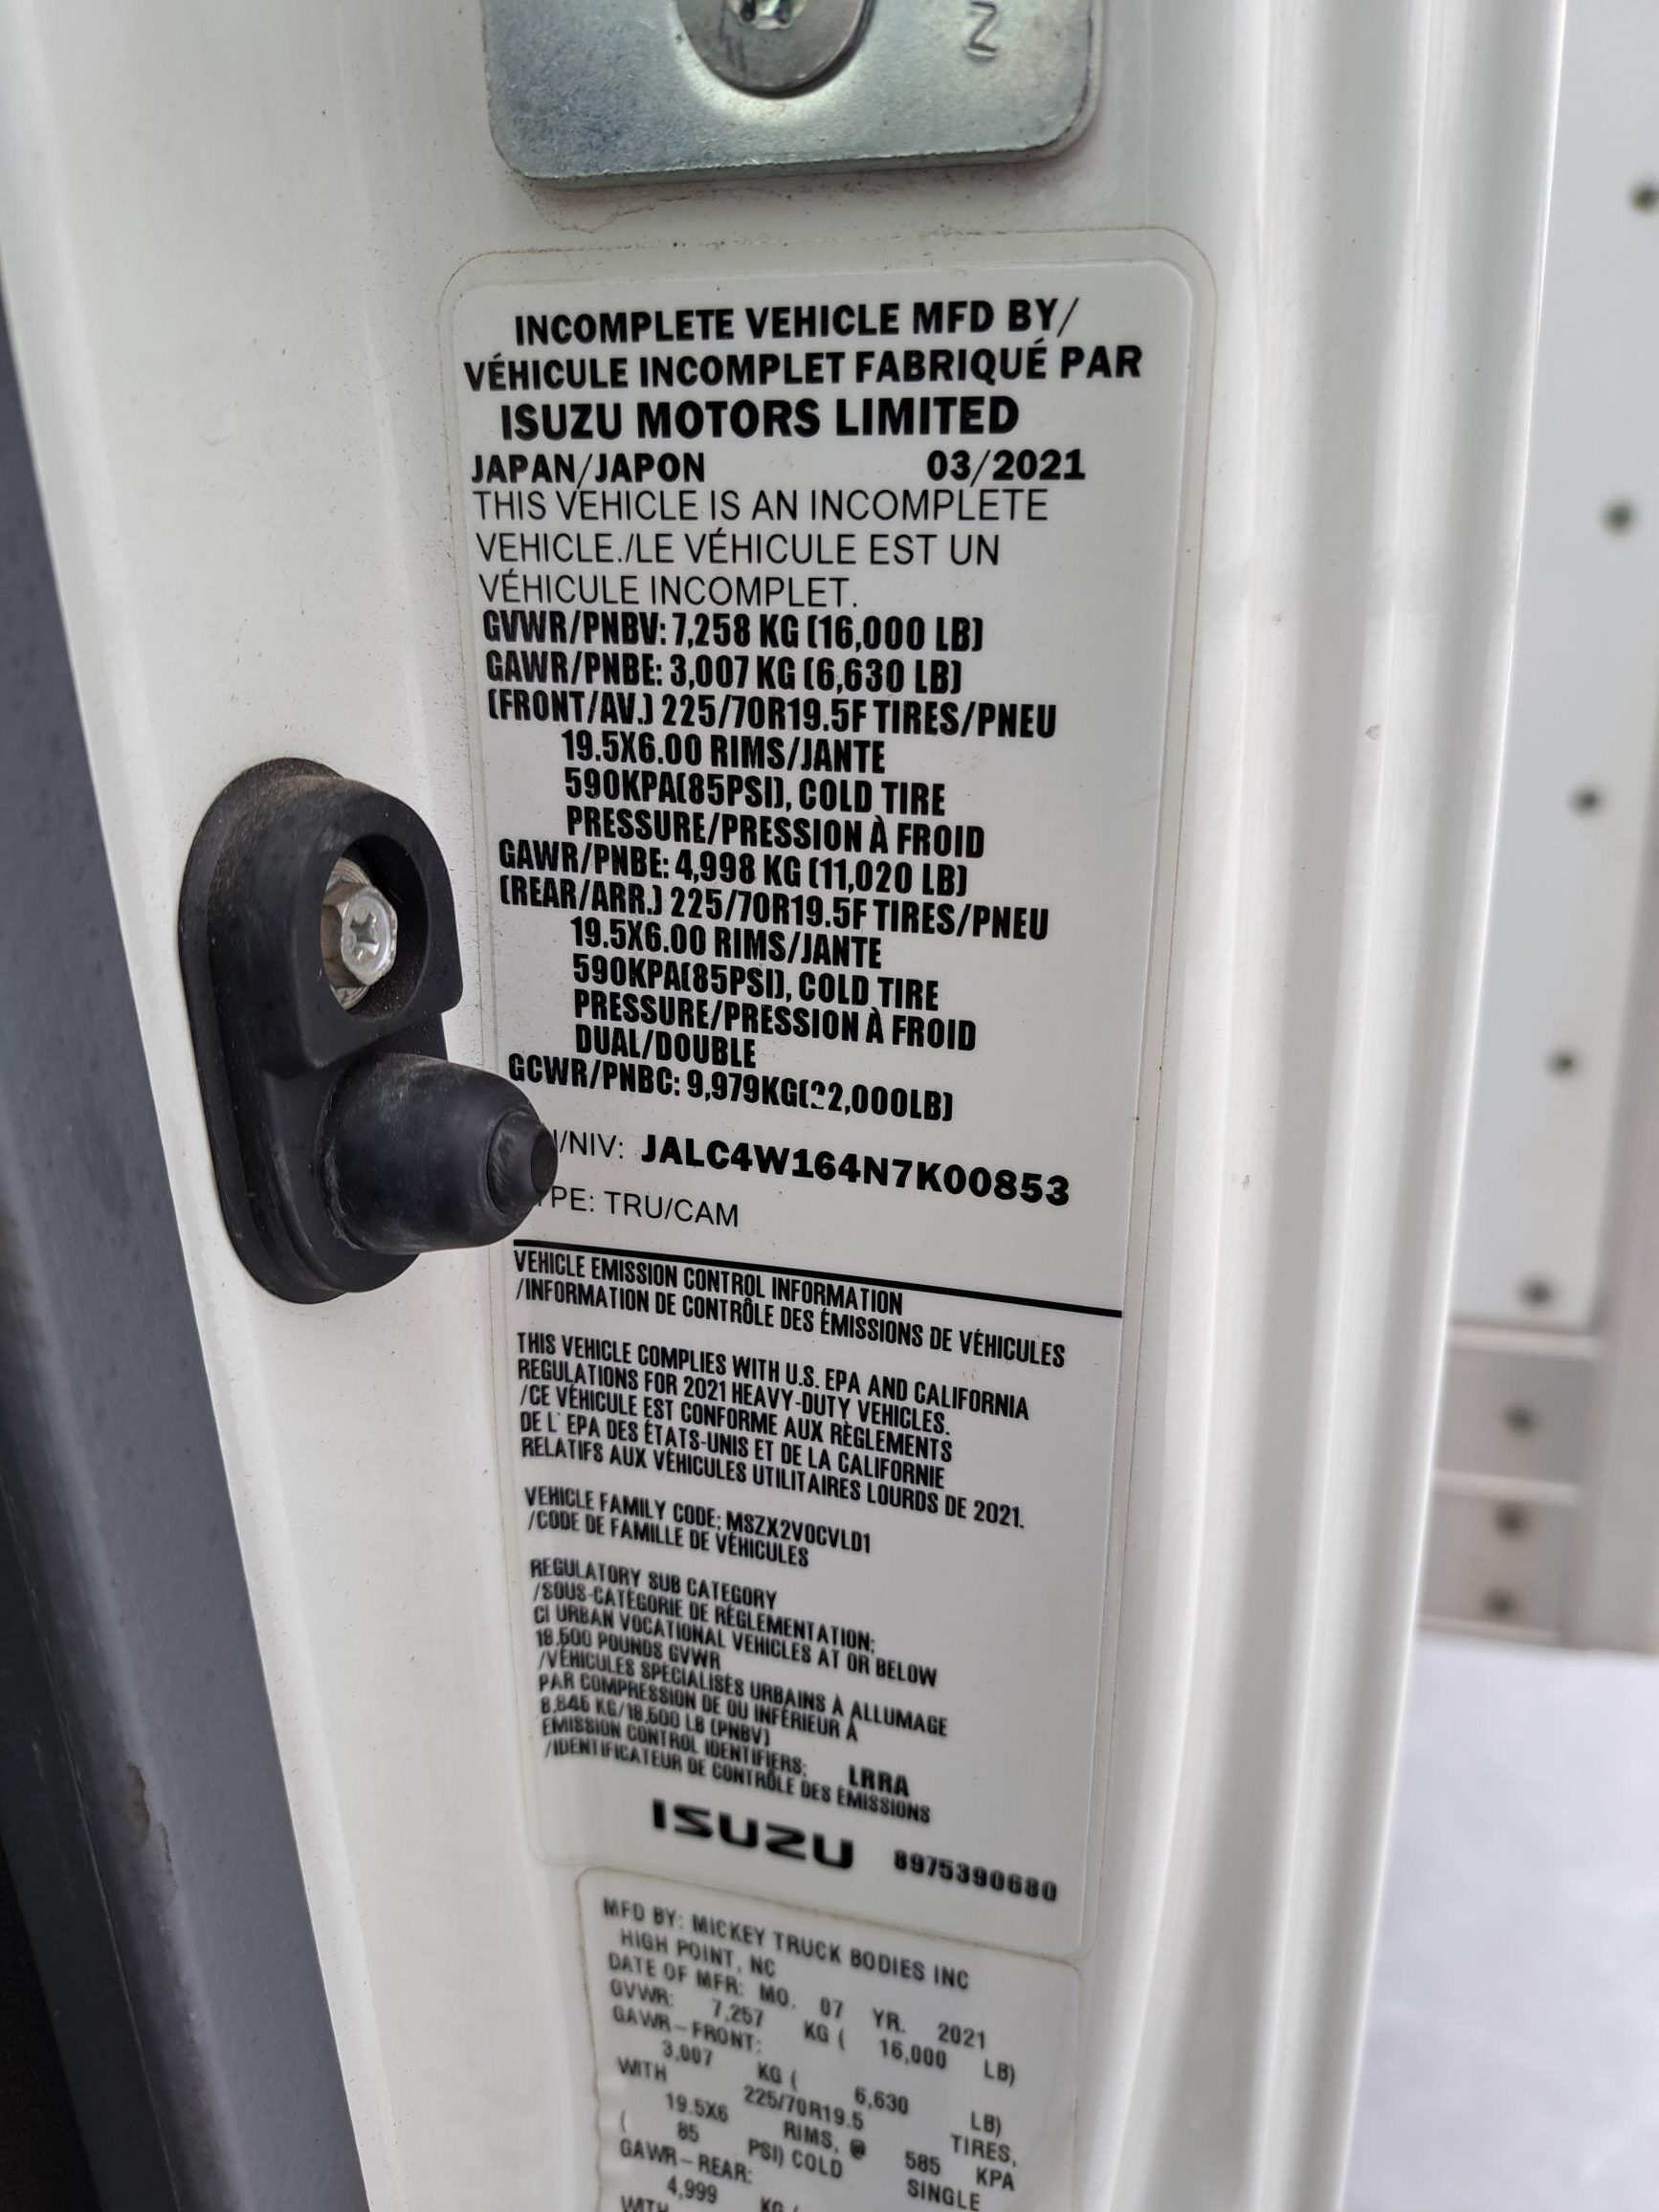 Z
INCOMPLETE VEHICLE MFD BY/
VÉHICULE INCOMPLET FABRIQUÉ PAR
ISUZU MOTORS LIMITED
JAPAN/JAPON 03/2021
THIS VEHICLE IS AN INCOMPLETE
VEHICLE./LE VÉHICULE EST UN
VÉHICULE INCOMPLET.
GVWR/PNBV: 7,258 KG (16,000 LB)
GAWR/PNBE: 3,007 KG (6,630 LB)
(FRONT/AV.) 225/70R19.5F TIRES/PNEU
19.5X6.00 RIMS/JANTE
590KPA(85PSI), COLD TIRE
PRESSURE/PRESSION À FROID
GAWR/PNBE: 4,998 KG (11,020 LB)
(REAR/ARR.) 225/70R19.5F TIRES/PNEU
19.5X6.00 RIMS/JANTE
590KPA(85PSI), COLD TIRE
PRESSURE/PRESSION À FROID
DUAL/DOUBLE
GCWR/PNBC: 9,979KG(22,000LB)
/NIV: JALC4W164N7K00853
PE: TRU/CAM
VEHICLE EMISSION CONTROL INFORMATION
/INFORMATION DE CONTRÔLE DES ÉMISSIONS DE VÉHICULES
THIS VEHICLE COMPLIES WITH U.S. EPA AND CALIFORNIA
REGULATIONS FOR 2021 HEAVY-DUTY VEHICLES.
/CE VÉHICULE EST CONFORME AUX RÈGLEMENTS
DE L'EPA DES ÉTATS-UNIS ET DE LA CALIFORNIE
RELATIFS AUX VÉHICULES UTILITAIRES LOURDS DE 2021.
VEHICLE FAMILY CODE: MSZX2VOCVLD1
/CODE DE FAMILLE DE VÉHICULES
REGULATORY SUB CATEGORY
/SOUS-CATÉGORIE DE RÉGLEMENTATION:
CI URBAN VOCATIONAL VEHICLES AT OR BELOW
19,500 POUNDS GVWR
/VÉHICULES SPÉCIALISÉS URBAINS À ALLUMAGE
PAR COMPRESSION DE OU INFÉRIEUR À
8,845 KG/19,500 LB (PNBV)
EMISSION CONTROL IDENTIFIERS: LRRA
/IDENTIFICATEUR DE CONTRÔLE DES ÉMISSIONS
ISUZU 8975390680
MFD BY: MICKEY TRUCK BODIES INC
HIGH POINT, NC
DATE OF MFR: MO. 07 YR. 2021
GVWR: 7,257 KG ( 16,000 LB)
GAWR-FRONT:
3,007 KG ( 6,630 LB)
WITH 225/70R19.5 TIRES,
19.5X6 RIMS, @ 585 KPA
( 85 PSI) COLD SINGLE
GAWR-REAR:
4,999 KG (
WITH